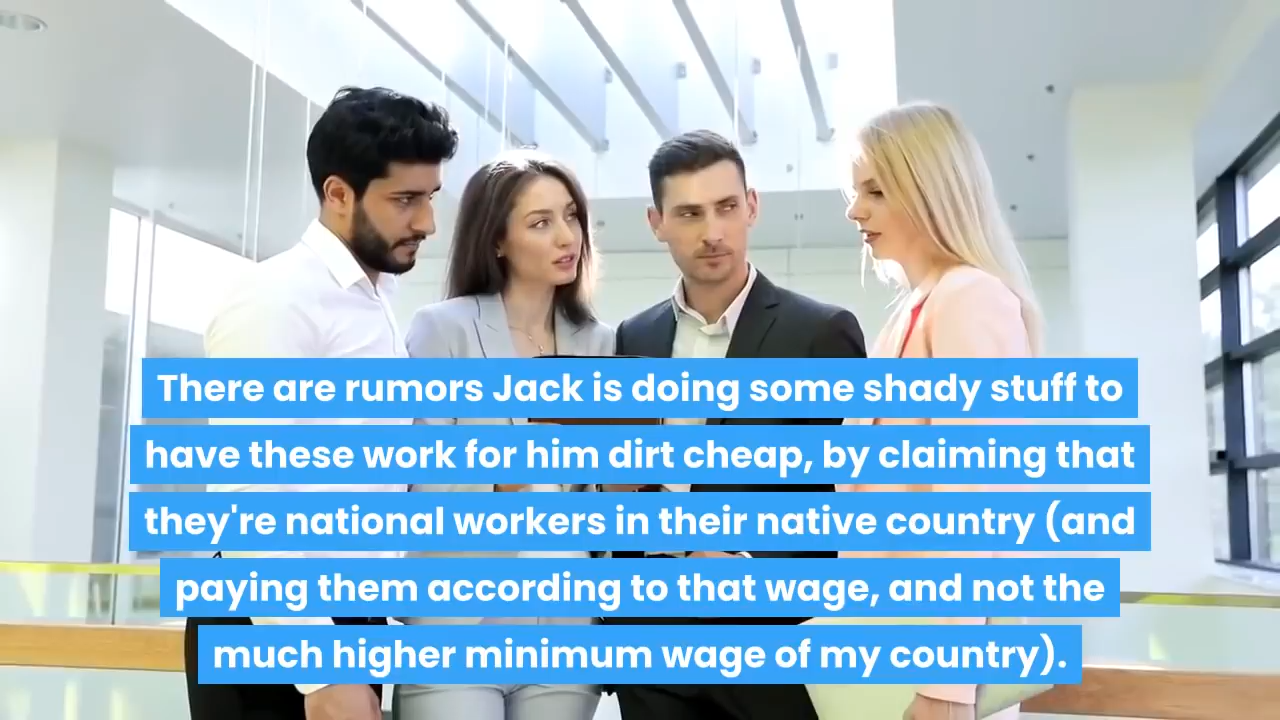 There are rumors Jack is doing some shady stuff to
have these work for him dirt cheap, by claiming that
they're national workers in their native country (and
paying them according to that wage, and not the
much higher minimum wage of my country).